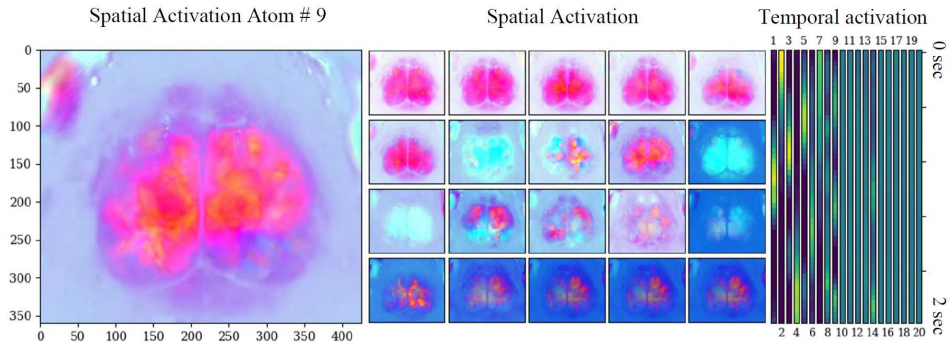 Spatial Activation Atom # 9
Spatial Activation
Temporal activation
1 3 5 7 9 11 13 15 17 19
0
50
100
150
200
250
300
350
0 50 100 150 200 250 300 350 400
2 4 6 8 10 12 14 16 18 20
0 sec
2 sec